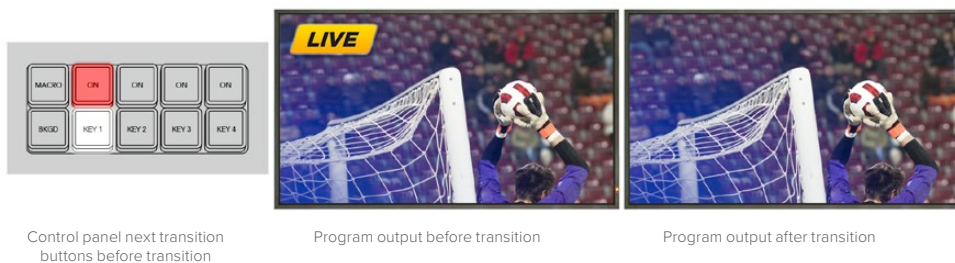 LIVE
MACRO ON ON ON ON
BKGD KEY 1 KEY 2 KEY 3 KEY 4
Control panel next transition
buttons before transition
Program output before transition
Program output after transition